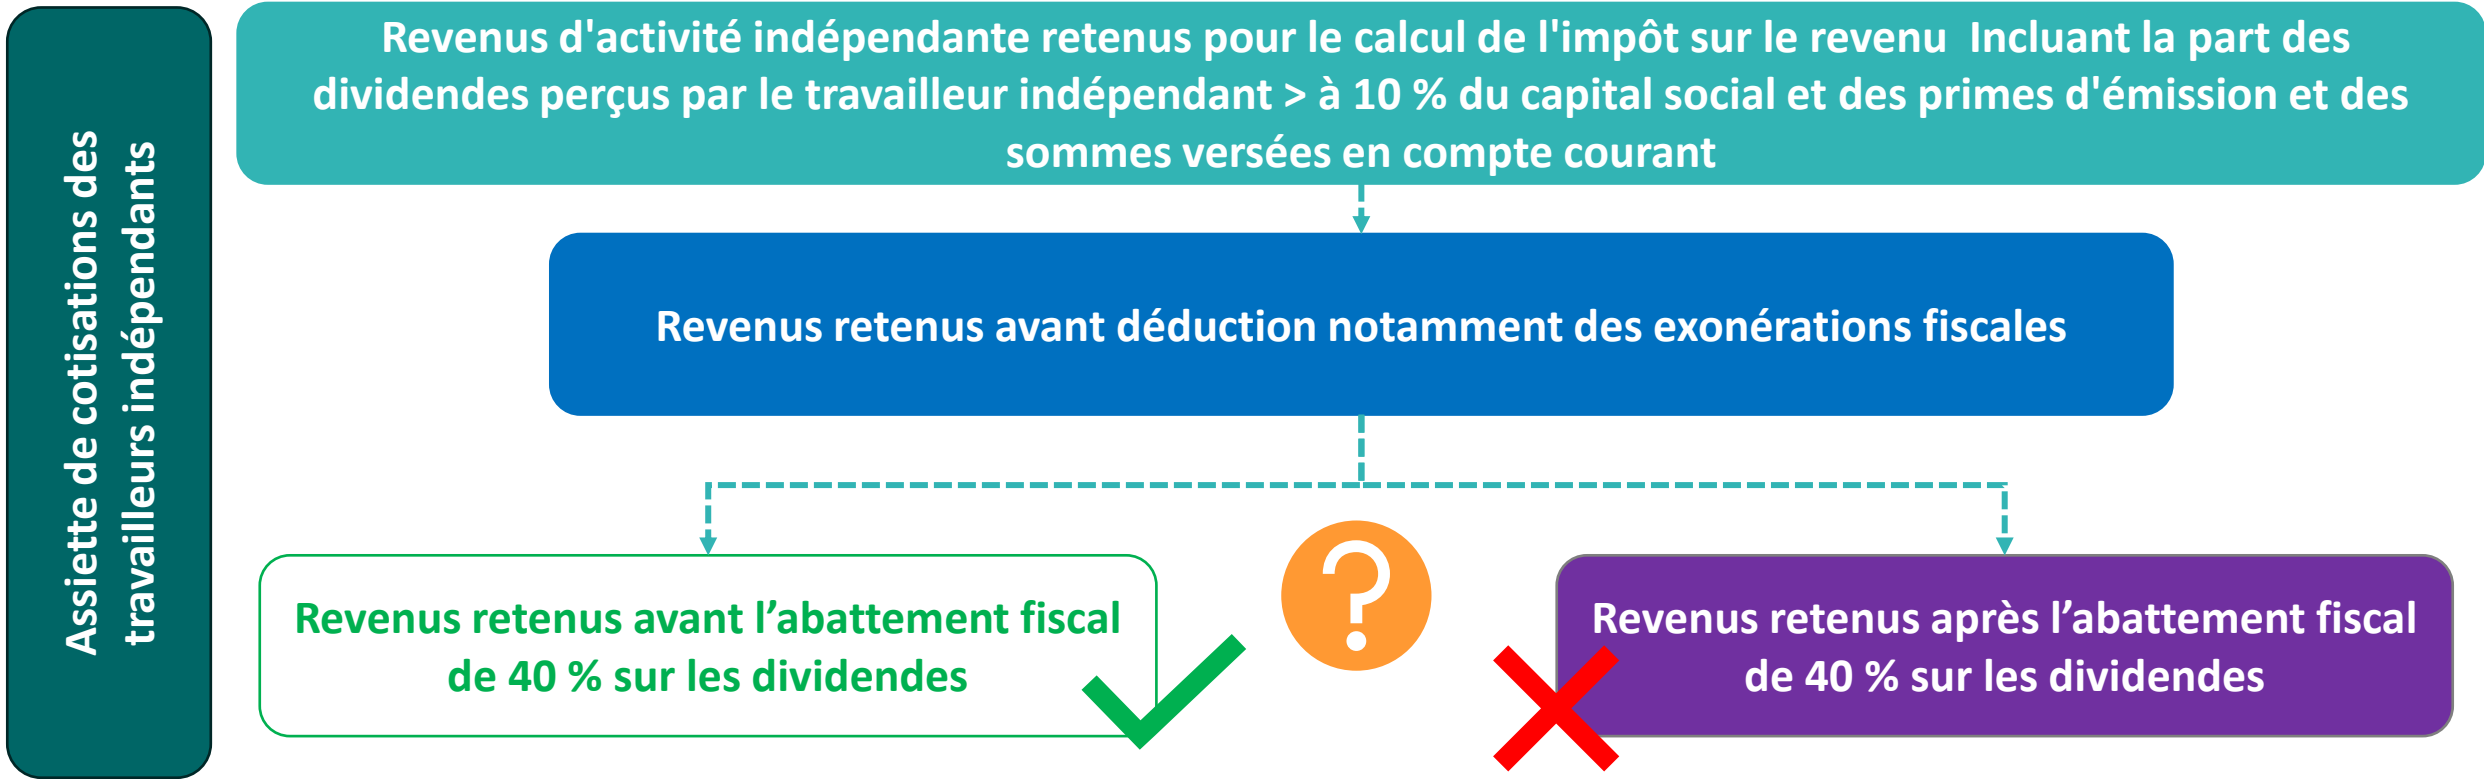 Assiette de cotisations des
travailleurs indépendants
Revenus d'activité indépendante retenus pour le calcul de l'impôt sur le revenu  Incluant la part des
dividendes perçus par le travailleur indépendant > à 10 % du capital social et des primes d'émission et des
sommes versées en compte courant
Revenus retenus avant déduction notamment des exonérations fiscales
?
Revenus retenus avant l’abattement fiscal
de 40 % sur les dividendes
Revenus retenus après l’abattement fiscal
de 40 % sur les dividendes